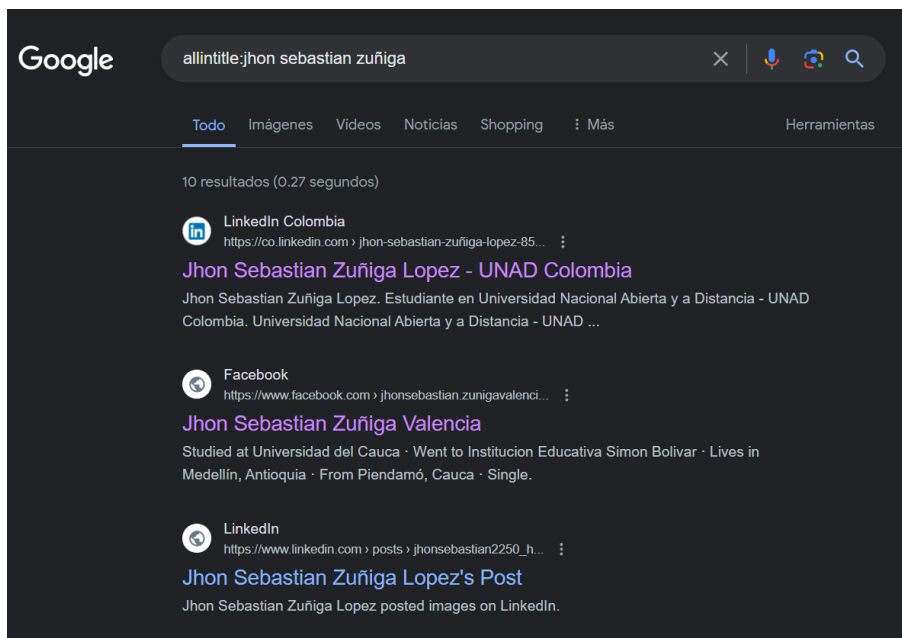 Google
allintitle:jhon sebastian zuñiga
Todo Imágenes Vídeos Noticias Shopping Más Herramientas
10 resultados (0.27 segundos)
LinkedIn Colombia
https://co.linkedin.com › jhon-sebastian-zuñiga-lopez-85...
Jhon Sebastian Zuñiga Lopez - UNAD Colombia
Jhon Sebastian Zuñiga Lopez. Estudiante en Universidad Nacional Abierta y a Distancia - UNAD
Colombia. Universidad Nacional Abierta y a Distancia - UNAD ...
Facebook
https://www.facebook.com › jhonsebastian.zunigavalenci...
Jhon Sebastian Zuñiga Valencia
Studied at Universidad del Cauca · Went to Institucion Educativa Simon Bolivar · Lives in
Medellín, Antioquia · From Piendamó, Cauca · Single.
LinkedIn
https://www.linkedin.com › posts › jhonsebastian2250_h...
Jhon Sebastian Zuñiga Lopez's Post
Jhon Sebastian Zuñiga Lopez posted images on LinkedIn.